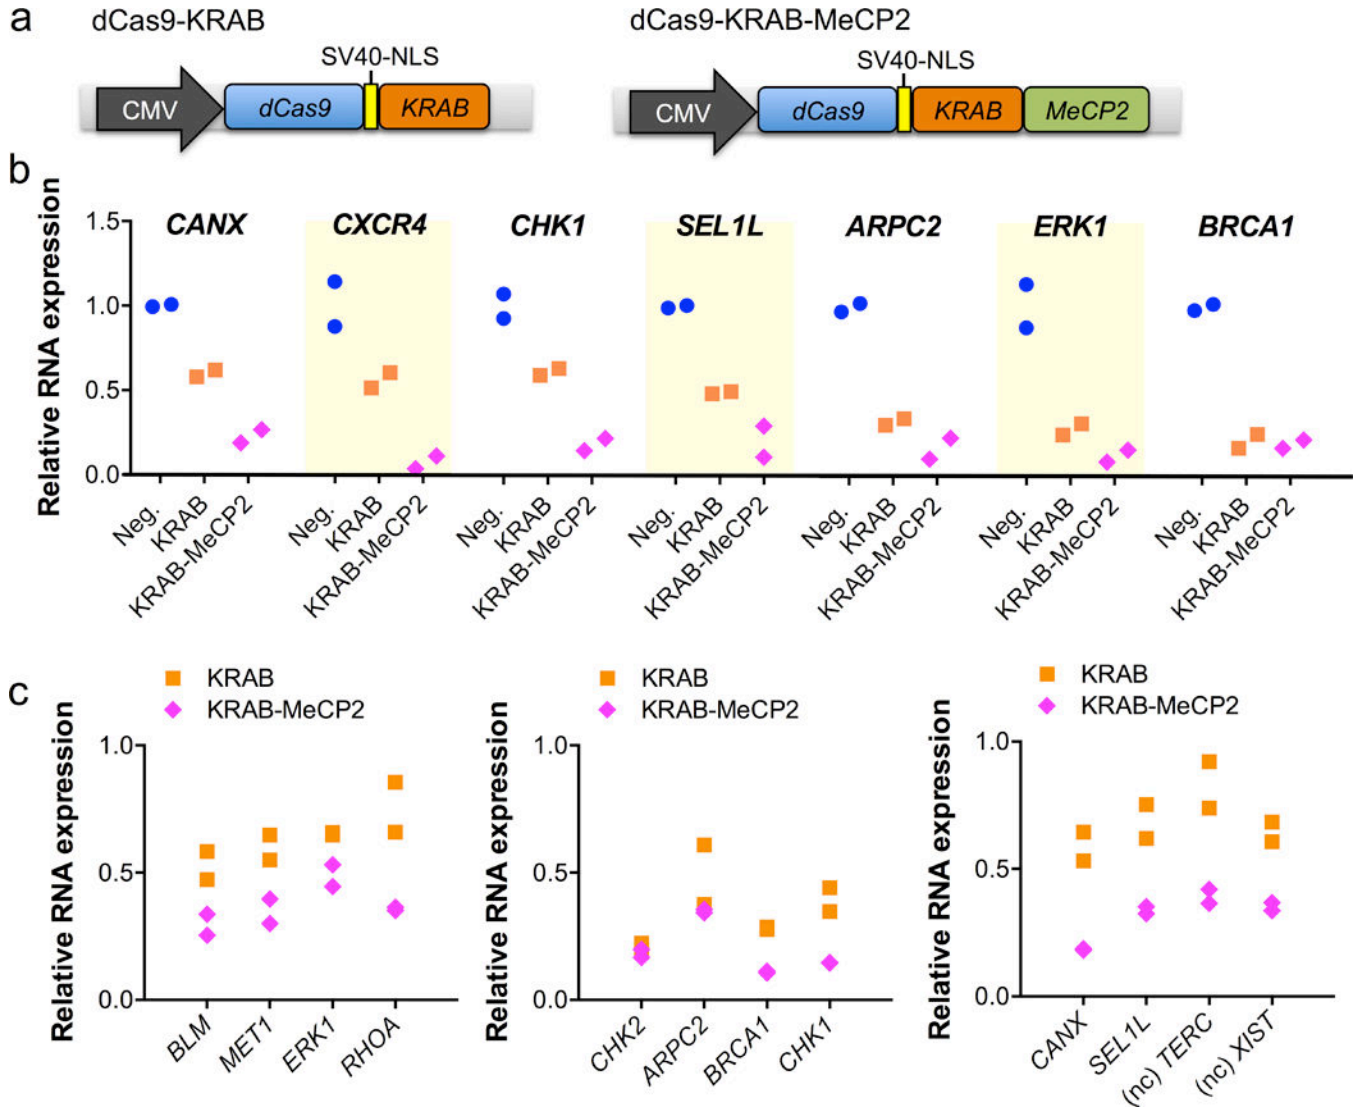 a
dCas9-KRAB
dCas9-KRAB-MeCP2
SV40-NLS
CMV
dCas9
KRAB
SV40-NLS
CMV
dCas9
KRAB
MeCP2
b
Relative RNA expression
1.5
1.0
0.5
0.0
CANX
CXCR4
CHK1
SEL1L
ARPC2
ERK1
BRCA1
Neg.
KRAB
KRAB-MeCP2
Neg.
KRAB
KRAB-MeCP2
Neg.
KRAB
KRAB-MeCP2
Neg.
KRAB
KRAB-MeCP2
Neg.
KRAB
KRAB-MeCP2
Neg.
KRAB
KRAB-MeCP2
Neg.
KRAB
KRAB-MeCP2
c
KRAB
KRAB-MeCP2
Relative RNA expression
1.0
0.5
0.0
BLM
MET1
ERK1
RHOA
KRAB
KRAB-MeCP2
Relative RNA expression
1.0
0.5
0.0
CHK2
ARPC2
BRCA1
CHK1
KRAB
KRAB-MeCP2
Relative RNA expression
1.0
0.5
0.0
CANX
SEL1L
(nc) TERC
(nc) XIST